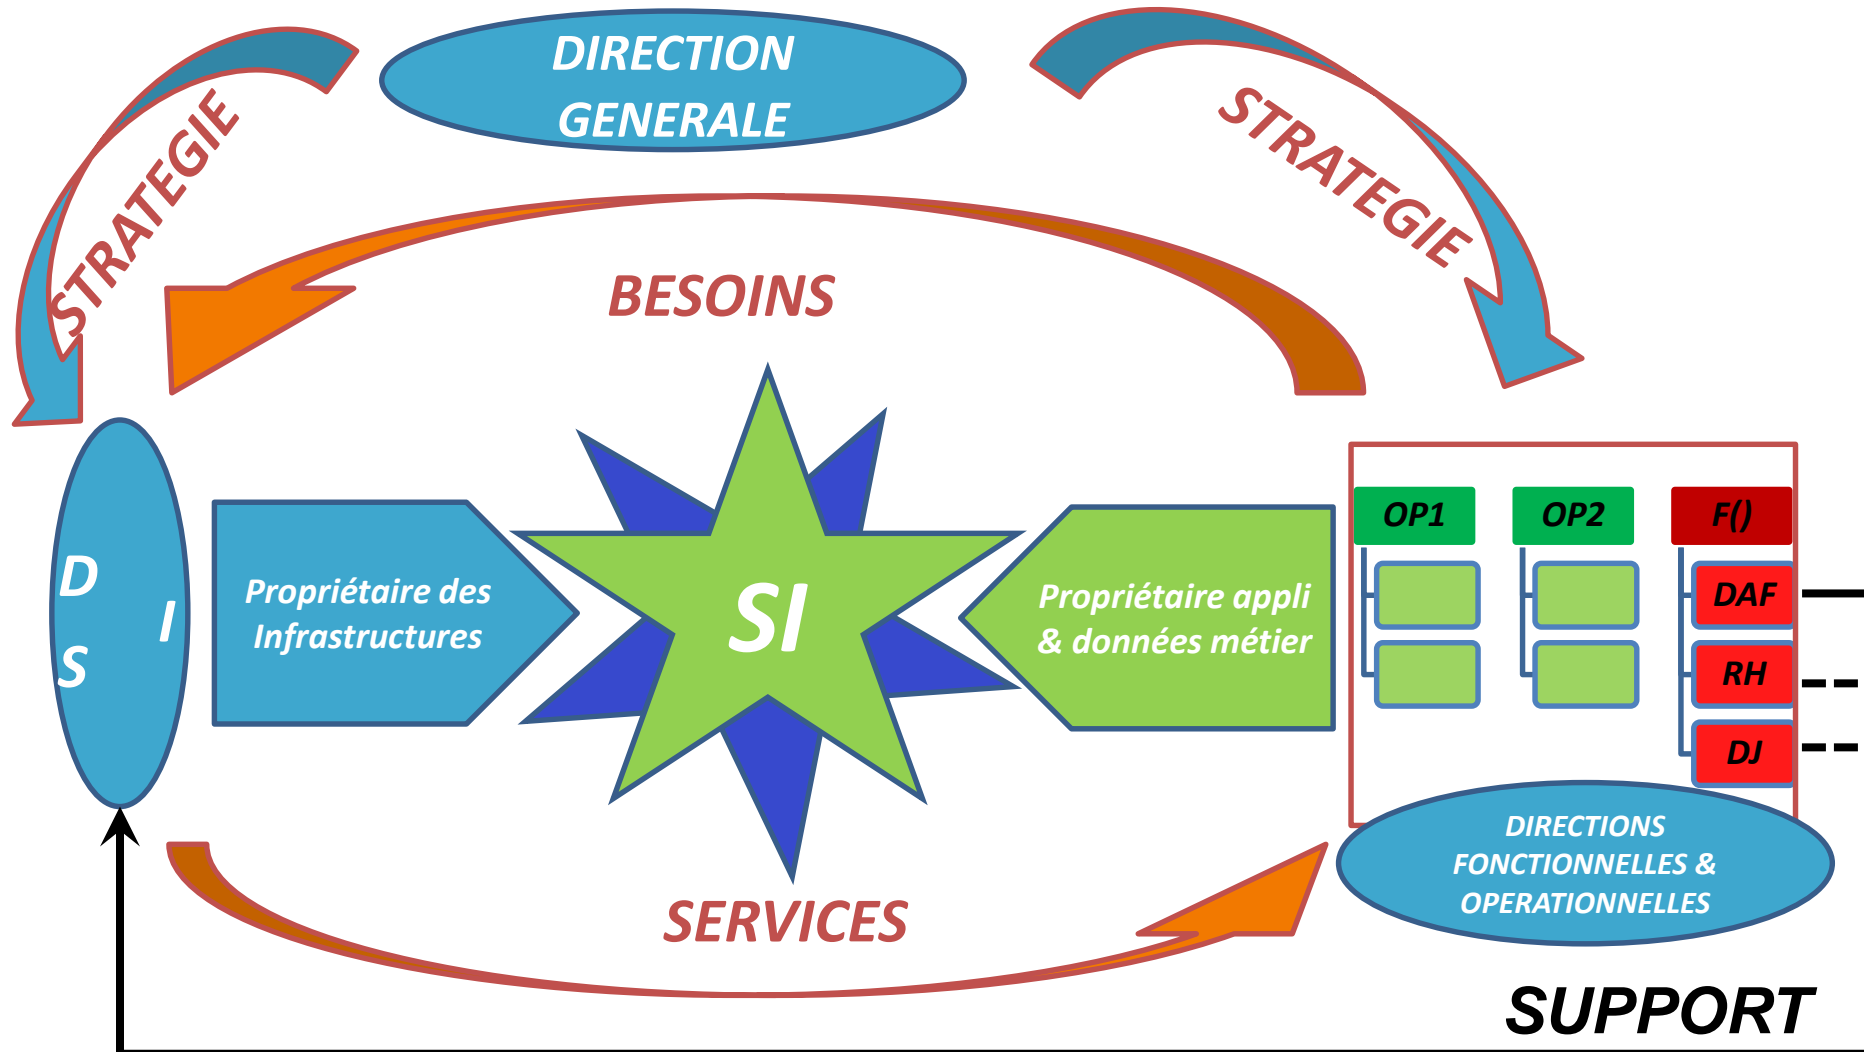 DIRECTION
GENERALE
STRATEGIE
STRATEGIE
BESOINS
D
S
I
Propriétaire des
Infrastructures
SI
Propriétaire appli
& données métier
OP1
OP2
F()
DAF
RH
DJ
DIRECTIONS
FONCTIONNELLES &
OPERATIONNELLES
SERVICES
SUPPORT